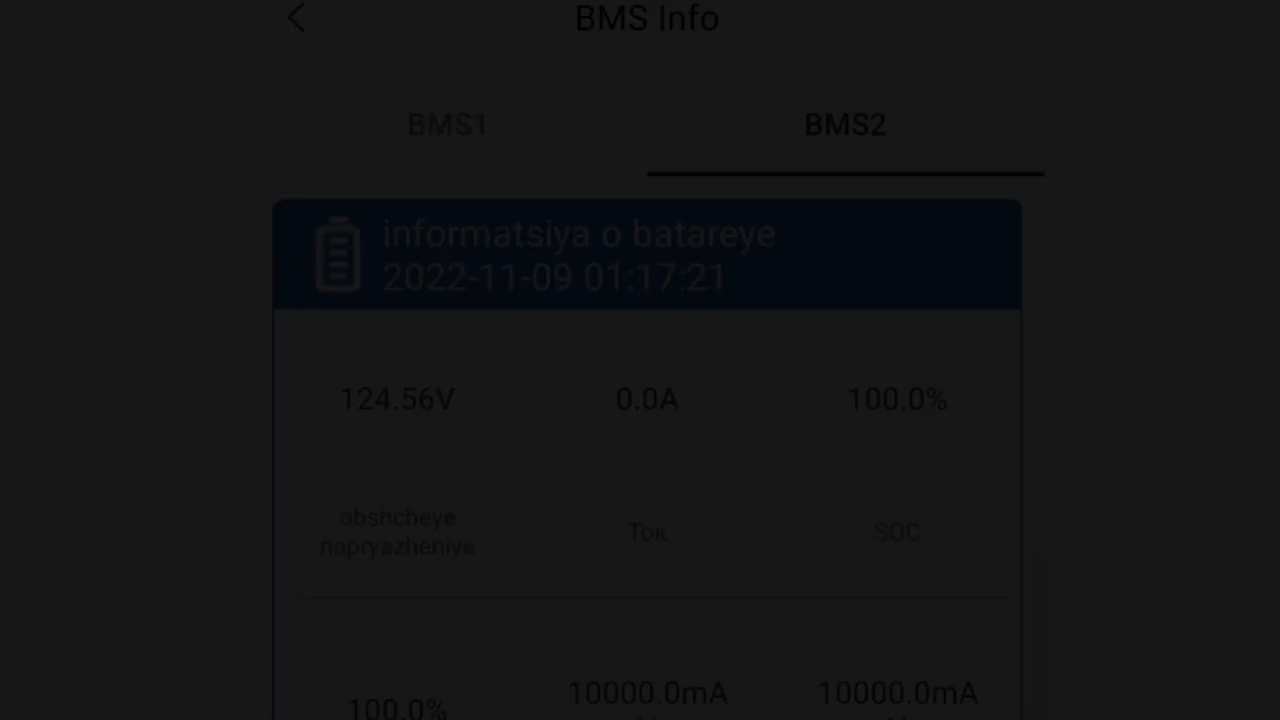 BMS Info
BMS1
BMS2
informatsiya o batareye
2022-11-09 01:17:21
124.56V
0.0A
100.0%
obshcheye
napryazheniye
Ток
SOC
100.0%
10000.0mA
10000.0mA